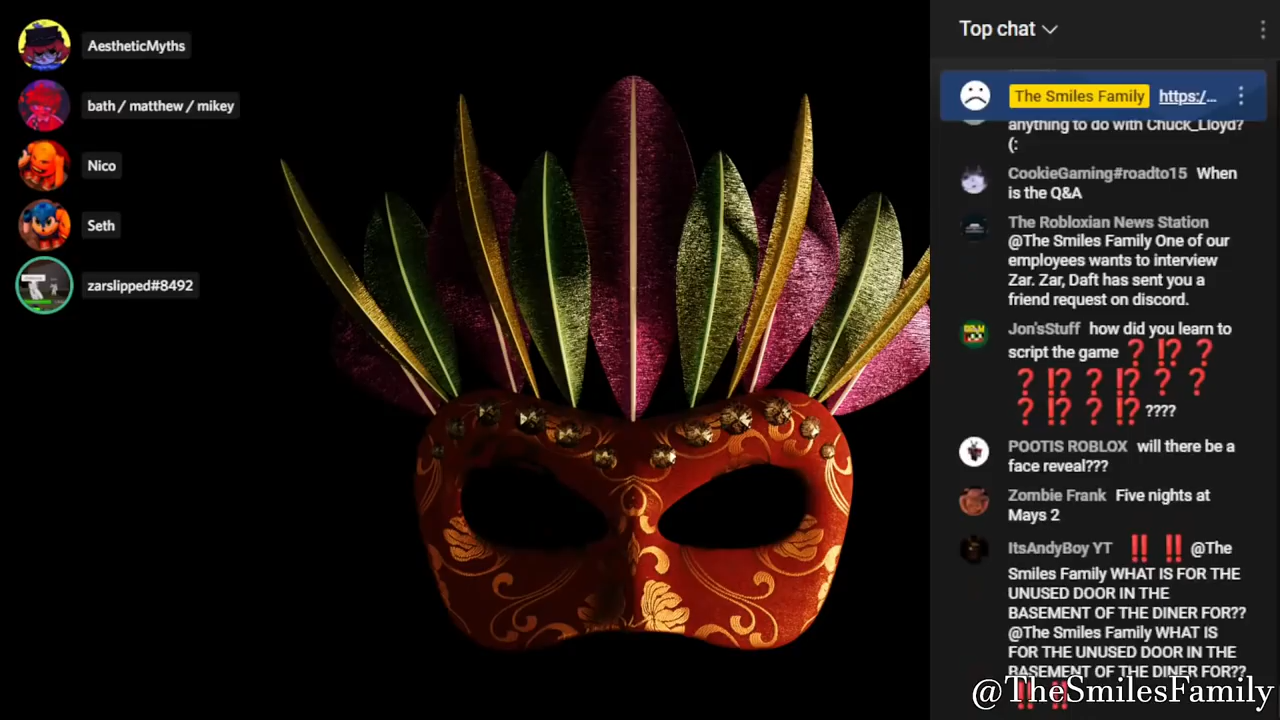 AestheticMyths
bath / matthew / mikey
Nico
Seth
zarslipped#8492
Top chat
The Smiles Family https:/...
anything to do with Chuck_Lloyd?
(:
CookieGaming#roadto15 When
is the Q&A
The Robloxian News Station
@The Smiles Family One of our
employees wants to interview
Zar. Zar, Daft has sent you a
friend request on discord.
Jon'sStuff how did you learn to
script the game ❓ ⁉️ ❓
❓ ⁉️ ❓ ⁉️ ❓ ❓
❓ ⁉️ ❓ ⁉️ ????
POOTIS ROBLOX will there be a
face reveal???
Zombie Frank Five nights at
Mays 2
ItsAndyBoy YT ‼️ ‼️ @The
Smiles Family WHAT IS FOR THE
UNUSED DOOR IN THE
BASEMENT OF THE DINER FOR??
@The Smiles Family WHAT IS
FOR THE UNUSED DOOR IN THE
BASEMENT OF THE DINER FOR??
‼️ ‼️
@TheSmilesFamily